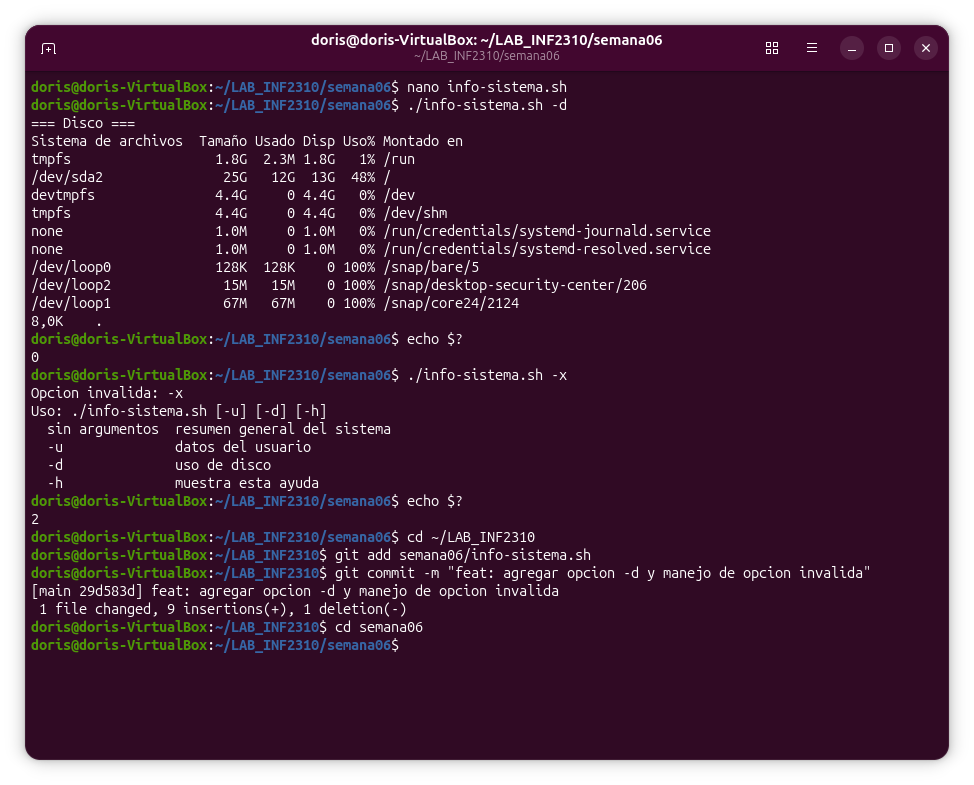 doris@doris-VirtualBox: ~/LAB_INF2310/semana06
~/LAB_INF2310/semana06
doris@doris-VirtualBox:~/LAB_INF2310/semana06$ nano info-sistema.sh
doris@doris-VirtualBox:~/LAB_INF2310/semana06$ ./info-sistema.sh -d
=== Disco ===
Sistema de archivos  Tamaño Usado Disp Uso% Montado en
tmpfs                  1.8G  2.3M 1.8G   1% /run
/dev/sda2               25G   12G  13G  48% /
devtmpfs               4.4G     0 4.4G   0% /dev
tmpfs                  4.4G     0 4.4G   0% /dev/shm
none                   1.0M     0 1.0M   0% /run/credentials/systemd-journald.service
none                   1.0M     0 1.0M   0% /run/credentials/systemd-resolved.service
/dev/loop0             128K  128K    0 100% /snap/bare/5
/dev/loop2              15M   15M    0 100% /snap/desktop-security-center/206
/dev/loop1              67M   67M    0 100% /snap/core24/2124
8,0K    .
doris@doris-VirtualBox:~/LAB_INF2310/semana06$ echo $?
0
doris@doris-VirtualBox:~/LAB_INF2310/semana06$ ./info-sistema.sh -x
Opcion invalida: -x
Uso: ./info-sistema.sh [-u] [-d] [-h]
  sin argumentos  resumen general del sistema
  -u              datos del usuario
  -d              uso de disco
  -h              muestra esta ayuda
doris@doris-VirtualBox:~/LAB_INF2310/semana06$ echo $?
2
doris@doris-VirtualBox:~/LAB_INF2310/semana06$ cd ~/LAB_INF2310
doris@doris-VirtualBox:~/LAB_INF2310$ git add semana06/info-sistema.sh
doris@doris-VirtualBox:~/LAB_INF2310$ git commit -m "feat: agregar opcion -d y manejo de opcion invalida"
[main 29d583d] feat: agregar opcion -d y manejo de opcion invalida
 1 file changed, 9 insertions(+), 1 deletion(-)
doris@doris-VirtualBox:~/LAB_INF2310$ cd semana06
doris@doris-VirtualBox:~/LAB_INF2310/semana06$